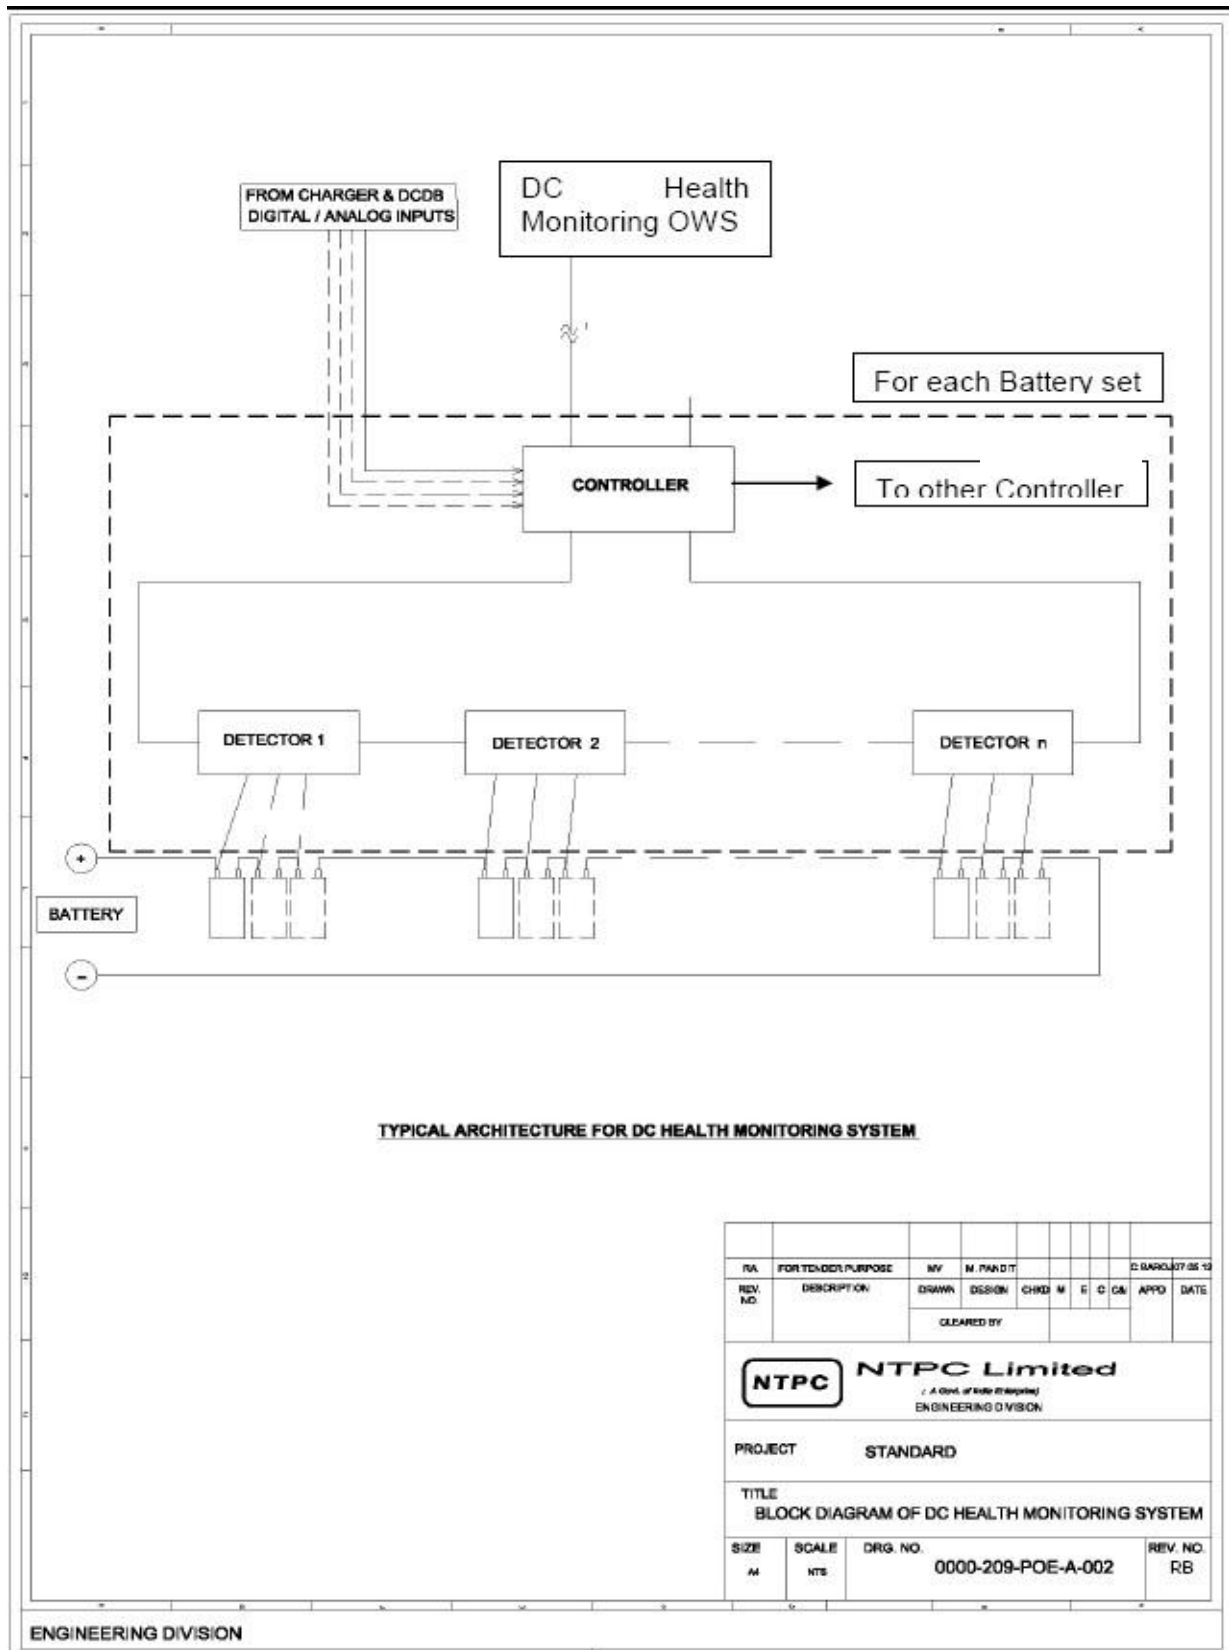 FROM CHARGER & DCDB
DIGITAL / ANALOG INPUTS
DC Health
Monitoring OWS
For each Battery set
CONTROLLER
To other Controller
DETECTOR 1
DETECTOR 2
DETECTOR n
+
BATTERY
-
TYPICAL ARCHITECTURE FOR DC HEALTH MONITORING SYSTEM
RA FOR TENDER PURPOSE MV M. PANDIT
REV. NO. DESCRIPTION DRAWN DESIGN CHKD M E C C&I APPD DATE
CLEARED BY
NTPC
NTPC Limited
( A Govt. of India Enterprise)
ENGINEERING DIVISION
PROJECT STANDARD
TITLE
BLOCK DIAGRAM OF DC HEALTH MONITORING SYSTEM
SIZE SCALE DRG. NO. REV. NO.
A4 NTS 0000-209-POE-A-002 RB
ENGINEERING DIVISION